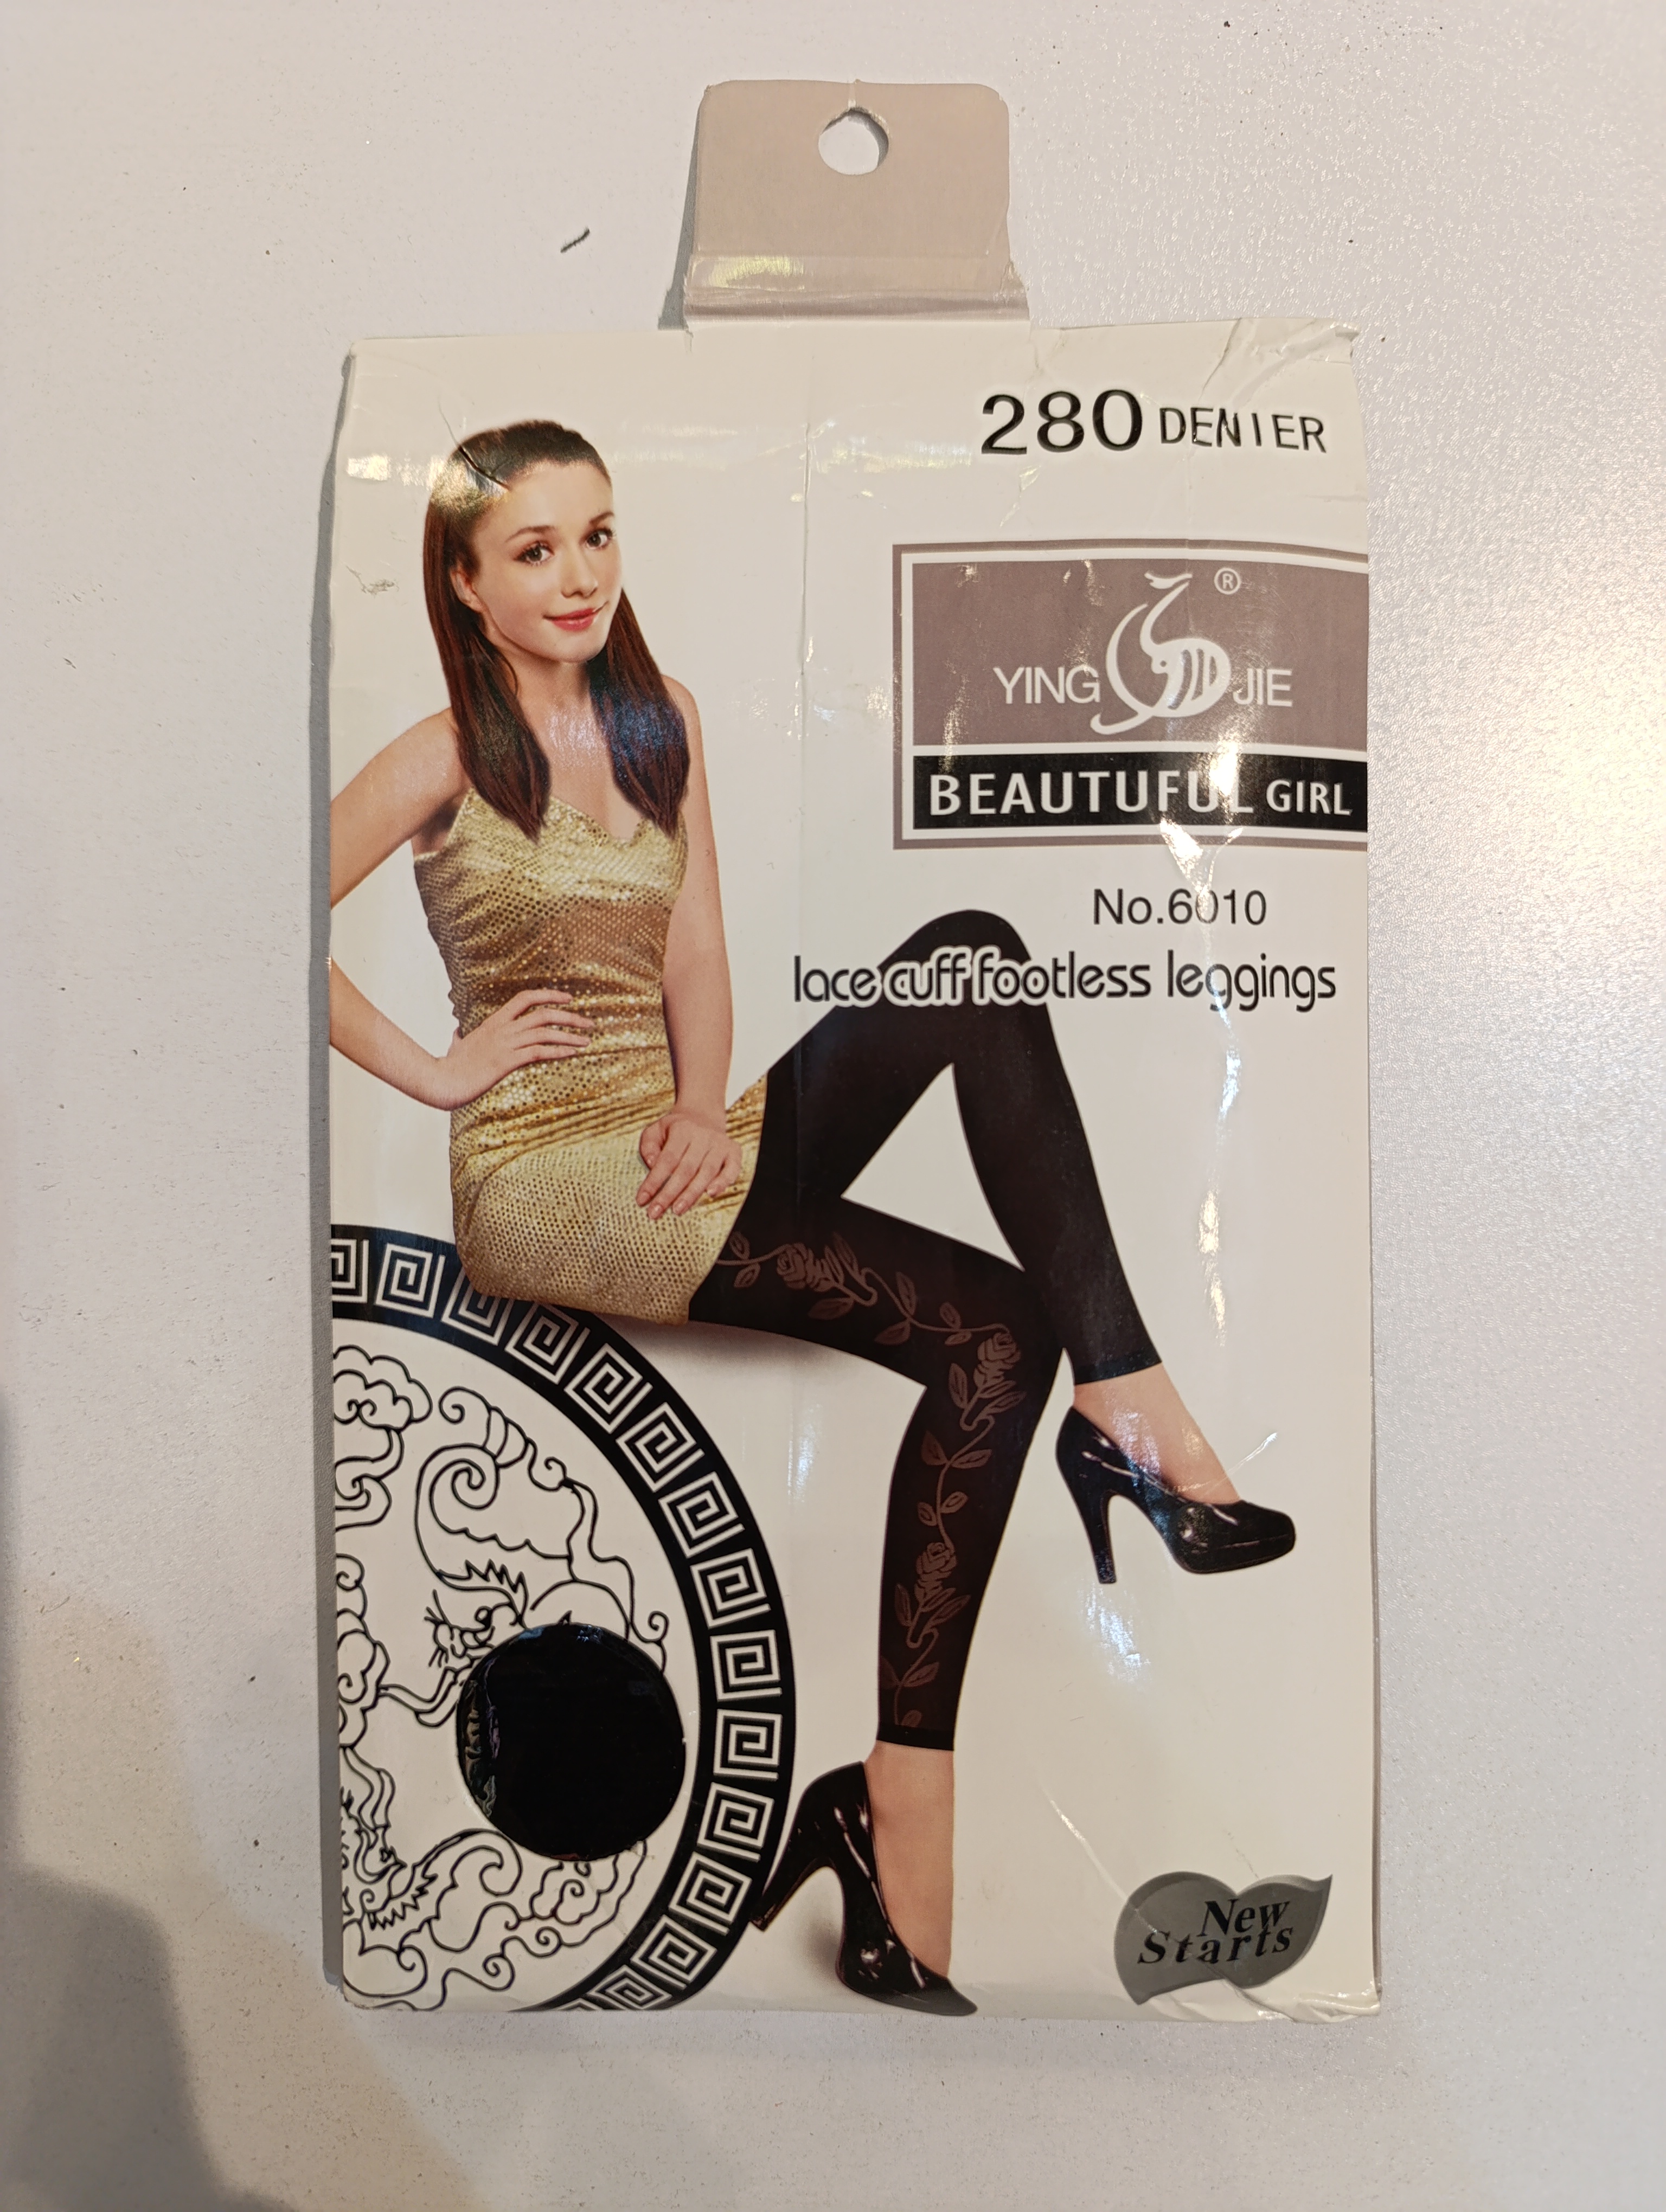 280 DENIER
YING JIE ®
BEAUTUFUL GIRL
No.6010
lace cuff footless leggings
New
Starts